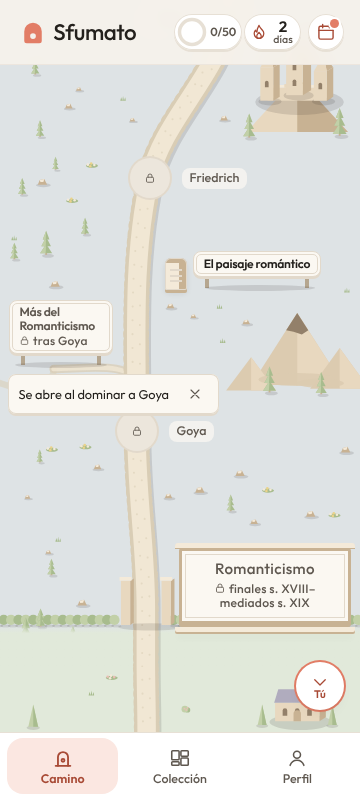 Sfumato
0/50
2
días
Friedrich
El paisaje romántico
Más del
Romanticismo
tras Goya
Se abre al dominar a Goya
Goya
Romanticismo
finales s. XVIII–
mediados s. XIX
Tú
Camino
Colección
Perfil